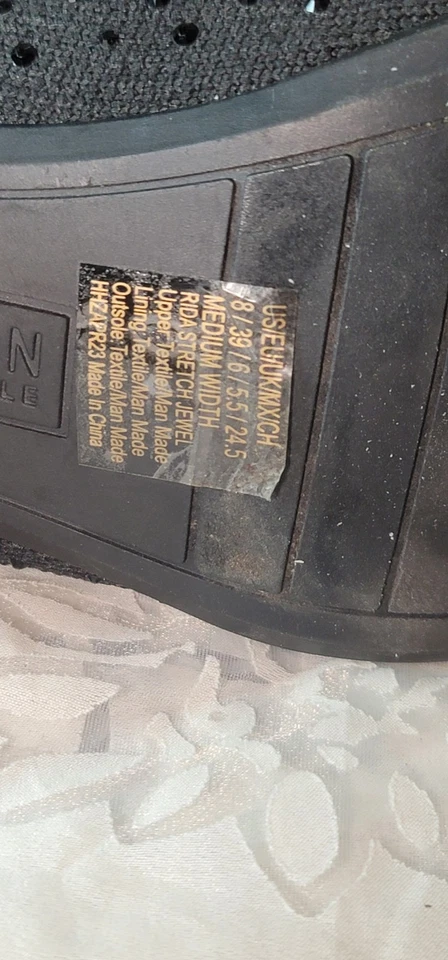 US/EU/UK/MX/CH
8 / 39 / 6 / 5.5 / 24.5
MEDIUM WIDTH
RIDA STRETCH JEWEL
Upper: Textile/Man Made
Lining: Textile/Man Made
Outsole: Textile/Man Made
Made In China
N
LE